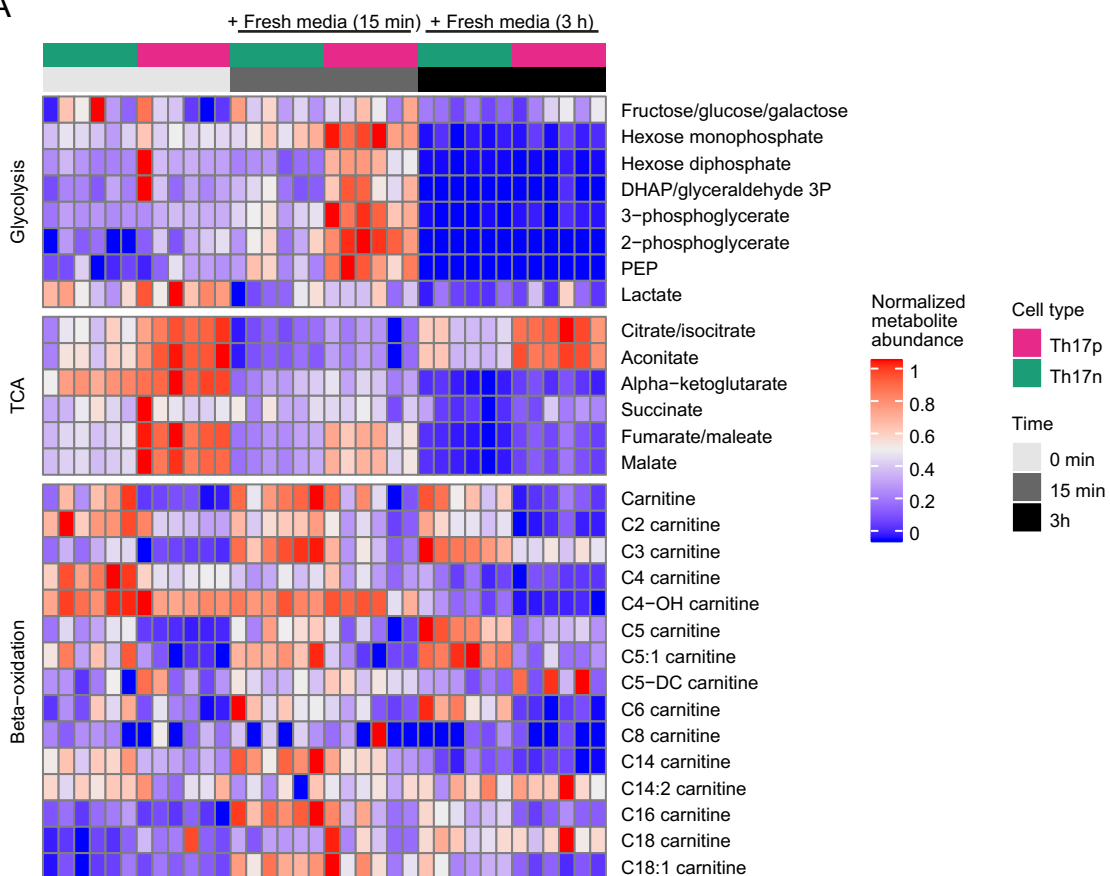 A
+ Fresh media (15 min)
+ Fresh media (3 h)
Glycolysis
Fructose/glucose/galactose
Hexose monophosphate
Hexose diphosphate
DHAP/glyceraldehyde 3P
3−phosphoglycerate
2−phosphoglycerate
PEP
Lactate
TCA
Citrate/isocitrate
Aconitate
Alpha−ketoglutarate
Succinate
Fumarate/maleate
Malate
Beta−oxidation
Carnitine
C2 carnitine
C3 carnitine
C4 carnitine
C4−OH carnitine
C5 carnitine
C5:1 carnitine
C5−DC carnitine
C6 carnitine
C8 carnitine
C14 carnitine
C14:2 carnitine
C16 carnitine
C18 carnitine
C18:1 carnitine
Normalized
metabolite
abundance
1
0.8
0.6
0.4
0.2
0
Cell type
Th17p
Th17n
Time
0 min
15 min
3h